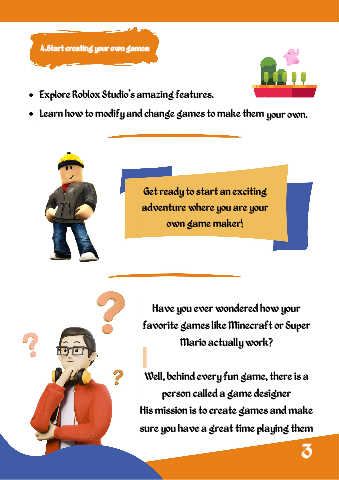 4.Start creating your own games
• Explore Roblox Studio's amazing features.
• Learn how to modify and change games to make them your own.
Get ready to start an exciting
adventure where you are your
own game maker!
Have you ever wondered how your
favorite games like Minecraft or Super
Mario actually work?
Well, behind every fun game, there is a
person called a game designer
His mission is to create games and make
sure you have a great time playing them
3